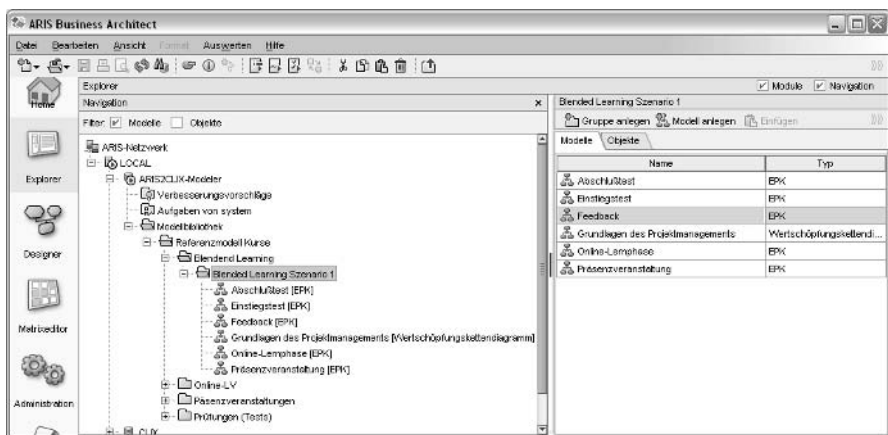 ARIS Business Architect
Datei Bearbeiten Ansicht Format Auswerten Hilfe
Explorer
Module Navigation
Home
Explorer
Designer
Matrixeditor
Administration
Navigation x
Filter: Modelle Objekte
ARIS-Netzwerk
LOCAL
ARIS2CLIX-Modeler
Verbesserungsvorschläge
Aufgaben von system
Modellbibliothek
Referenzmodell Kurse
Blendend Learning
Blended Learning Szenario 1
Abschlußtest [EPK]
Einstiegstest [EPK]
Feedback [EPK]
Grundlagen des Projektmanagements [Wertschöpfungskettendiagramm]
Online-Lernphase [EPK]
Präsenzveranstaltung [EPK]
Online-LV
Päsenzveranstaltungen
Prüfungen (Tests)
CLIX
Blended Learning Szenario 1
Gruppe anlegen Modell anlegen Einfügen
Modelle Objekte
Name Typ
Abschlußtest EPK
Einstiegstest EPK
Feedback EPK
Grundlagen des Projektmanagements Wertschöpfungskettendi...
Online-Lernphase EPK
Präsenzveranstaltung EPK